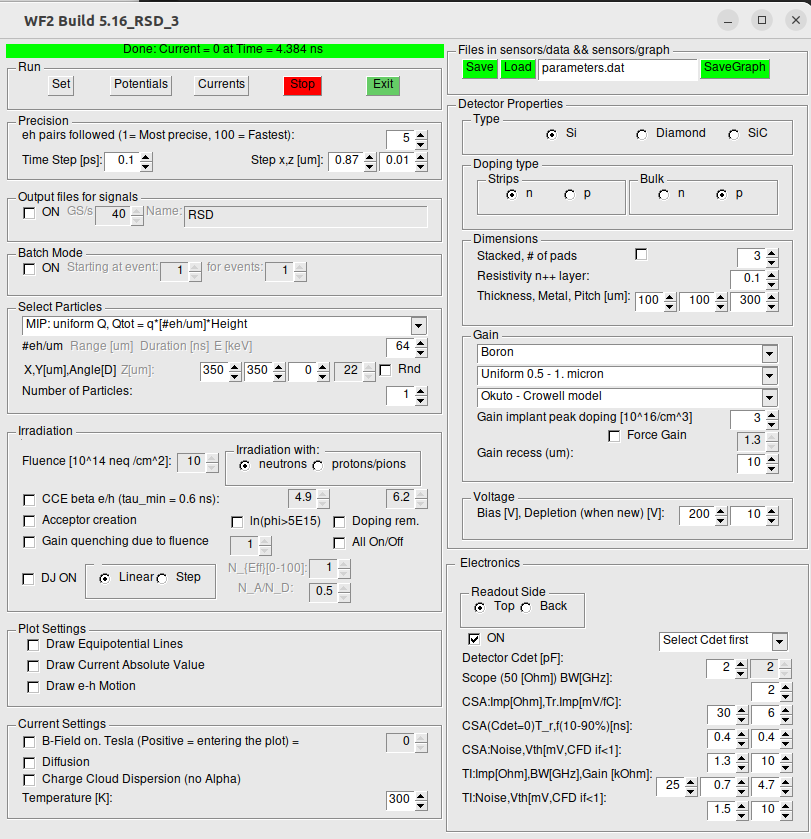 WF2 Build 5.16_RSD_3
Done: Current = 0 at Time = 4.384 ns
Run
Set Potentials Currents Stop Exit
Precision
eh pairs followed (1= Most precise, 100 = Fastest): 5
Time Step [ps]: 0.1 Step x,z [um]: 0.87 0.01
Output files for signals
ON GS/s 40 Name: RSD
Batch Mode
ON Starting at event: 1 for events: 1
Select Particles
MIP: uniform Q, Qtot = q*[#eh/um]*Height
#eh/um Range [um] Duration [ns] E [keV] 64
X,Y[um],Angle[D] Z[um]: 350 350 0 22 Rnd
Number of Particles: 1
Irradiation
Fluence [10^14 neq /cm^2]: 10
Irradiation with:
neutrons protons/pions
CCE beta e/h (tau_min = 0.6 ns): 4.9 6.2
Acceptor creation ln(phi>5E15) Doping rem.
Gain quenching due to fluence 1 All On/Off
DJ ON Linear Step
N_{Eff}[0-100]: 1
N_A/N_D: 0.5
Plot Settings
Draw Equipotential Lines
Draw Current Absolute Value
Draw e-h Motion
Current Settings
B-Field on. Tesla (Positive = entering the plot) = 0
Diffusion
Charge Cloud Dispersion (no Alpha)
Temperature [K]: 300
Files in sensors/data && sensors/graph
Save Load parameters.dat SaveGraph
Detector Properties
Type
Si Diamond SiC
Doping type
Strips
n p
Bulk
n p
Dimensions
Stacked, # of pads 3
Resistivity n++ layer: 0.1
Thickness, Metal, Pitch [um]: 100 100 300
Gain
Boron
Uniform 0.5 - 1. micron
Okuto - Crowell model
Gain implant peak doping [10^16/cm^3] 3
Force Gain 1.3
Gain recess (um): 10
Voltage
Bias [V], Depletion (when new) [V]: 200 10
Electronics
Readout Side
Top Back
ON Select Cdet first
Detector Cdet [pF]: 2 2
Scope (50 [Ohm]) BW[GHz]: 2
CSA:Imp[Ohm],Tr.Imp[mV/fC]: 30 6
CSA(Cdet=0)T_r,f(10-90%)[ns]: 0.4 0.4
CSA:Noise,Vth[mV,CFD if<1]: 1.3 10
TI:Imp[Ohm],BW[GHz],Gain [kOhm]: 25 0.7 4.7
TI:Noise,Vth[mV,CFD if<1]: 1.5 10